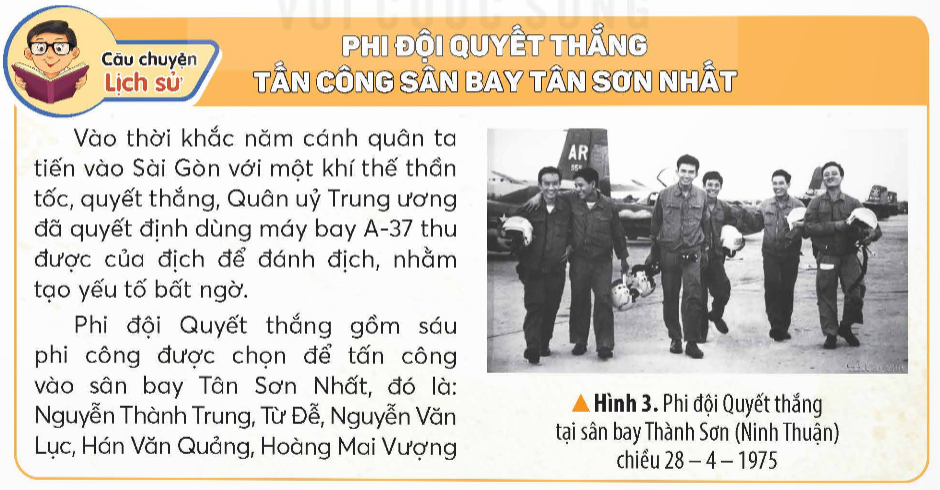 VỚI CUỘC SỐNG
Câu chuyện
Lịch sử
PHI ĐỘI QUYẾT THẮNG
TẤN CÔNG SÂN BAY TÂN SƠN NHẤT
Vào thời khắc năm cánh quân ta
tiến vào Sài Gòn với một khí thế thần
tốc, quyết thắng, Quân uỷ Trung ương
đã quyết định dùng máy bay A-37 thu
được của địch để đánh địch, nhằm
tạo yếu tố bất ngờ.
Phi đội Quyết thắng gồm sáu
phi công được chọn để tấn công
vào sân bay Tân Sơn Nhất, đó là:
Nguyễn Thành Trung, Từ Đễ, Nguyễn Văn
Lục, Hán Văn Quảng, Hoàng Mai Vượng
AR
▲ Hình 3. Phi đội Quyết thắng
tại sân bay Thành Sơn (Ninh Thuận)
chiều 28 – 4 – 1975